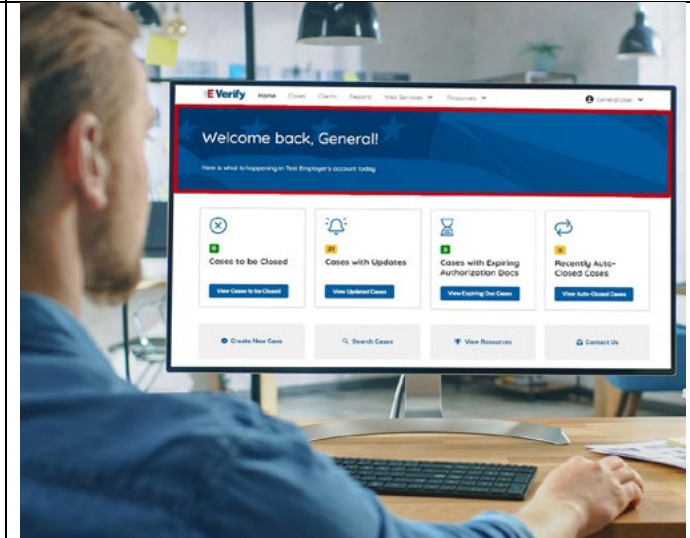 E-Verify Home Cases Clients Reports Web Services Resources General User
Welcome back, General!
Here is what is happening in Test Employer's account today
0 21 0
Cases to be Closed Cases with Updates Cases with Expiring Authorization Docs Recently Auto-Closed Cases
View Cases to be Closed View Updated Cases View Expiring Doc Cases View Auto-Closed Cases
Create New Case Search Cases View Resources Contact Us